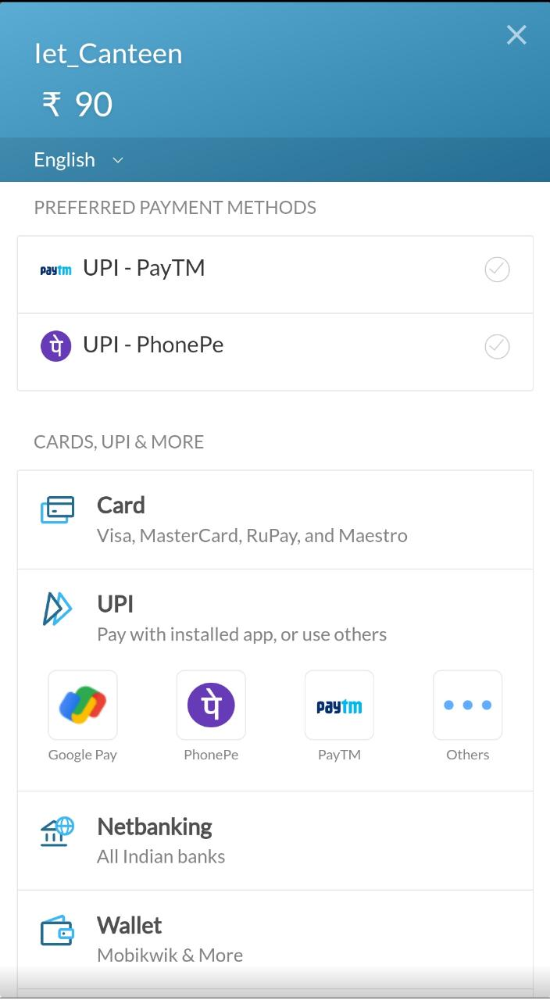 Iet_Canteen
₹ 90
English
PREFERRED PAYMENT METHODS
paytm UPI - PayTM
पे UPI - PhonePe
CARDS, UPI & MORE
Card
Visa, MasterCard, RuPay, and Maestro
UPI
Pay with installed app, or use others
पे paytm
Google Pay PhonePe PayTM Others
Netbanking
All Indian banks
Wallet
Mobikwik & More